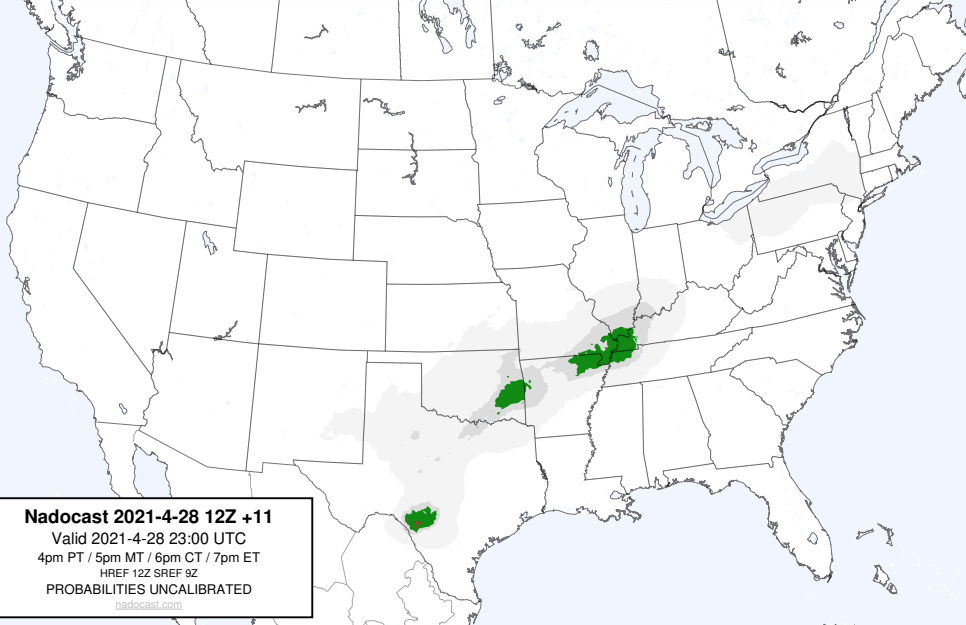 Nadocast 2021-4-28 12Z +11
Valid 2021-4-28 23:00 UTC
4pm PT / 5pm MT / 6pm CT / 7pm ET
HREF 12Z SREF 9Z
PROBABILITIES UNCALIBRATED
nadocast.com